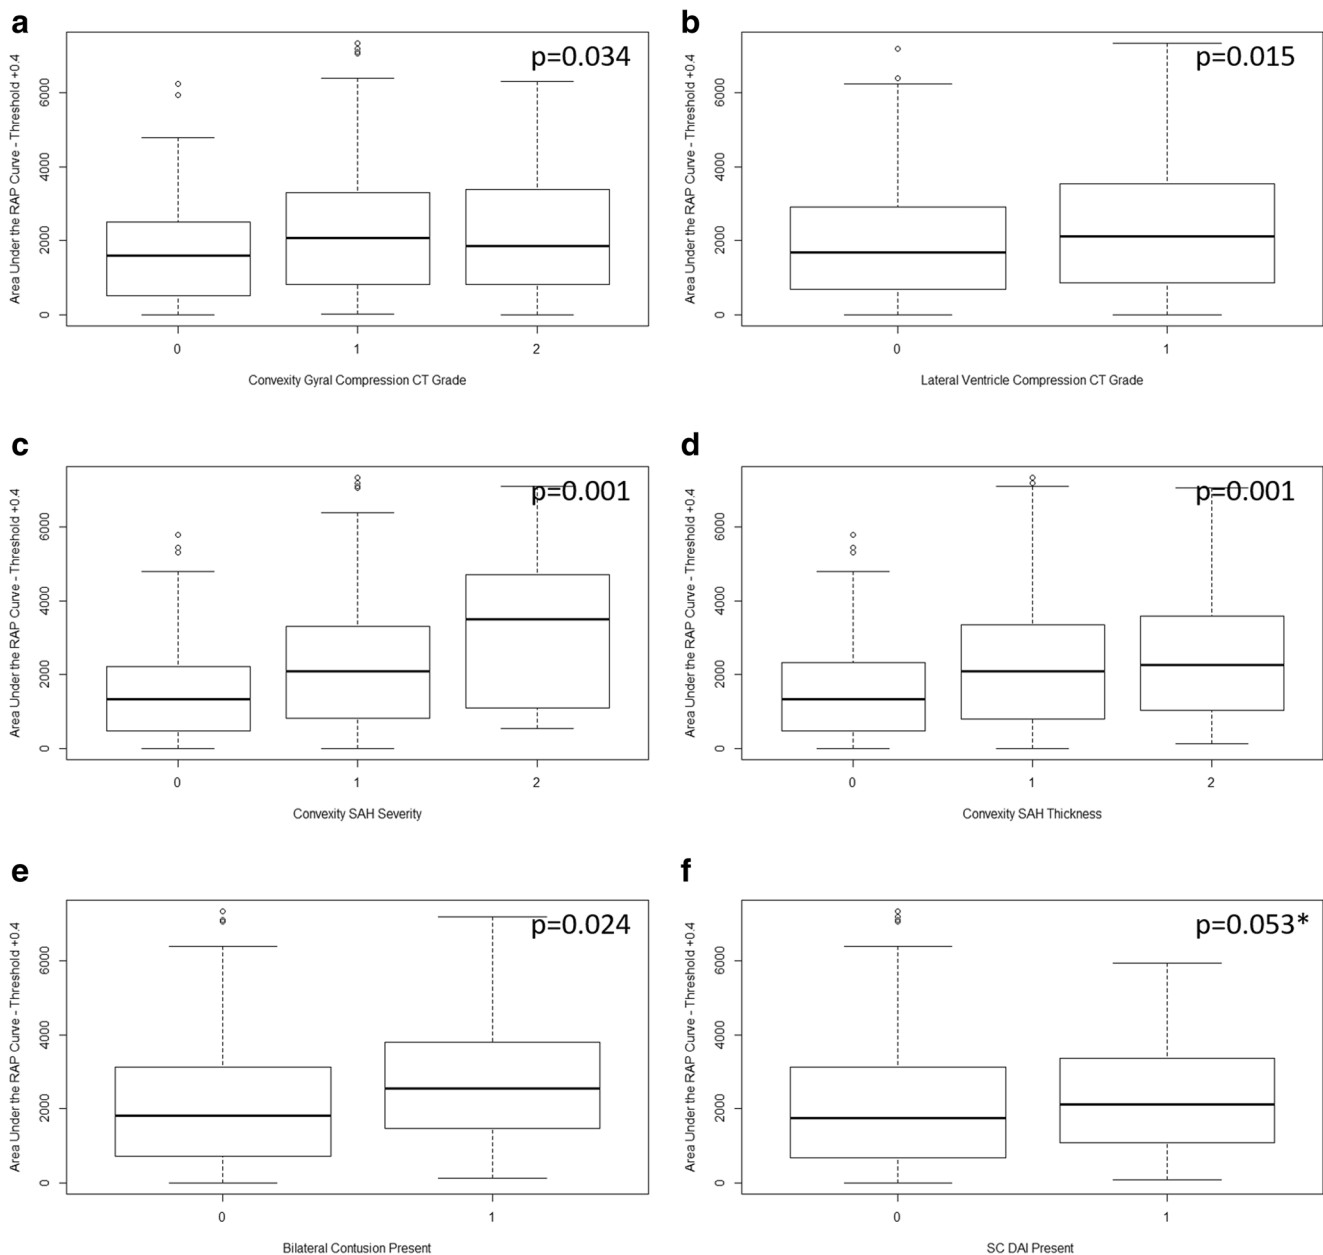 a
p=0.034
Area Under the RAP Curve - Threshold +0.4
6000
4000
2000
0
0
1
2
Convexity Gyral Compression CT Grade
b
p=0.015
Area Under the RAP Curve - Threshold +0.4
6000
4000
2000
0
0
1
Lateral Ventricle Compression CT Grade
c
p=0.001
Area Under the RAP Curve - Threshold +0.4
6000
4000
2000
0
0
1
2
Convexity SAH Severity
d
p=0.001
Area Under the RAP Curve - Threshold +0.4
6000
4000
2000
0
0
1
2
Convexity SAH Thickness
e
p=0.024
Area Under the RAP Curve - Threshold +0.4
6000
4000
2000
0
0
1
Bilateral Contusion Present
f
p=0.053*
Area Under the RAP Curve - Threshold +0.4
6000
4000
2000
0
0
1
SC DAI Present